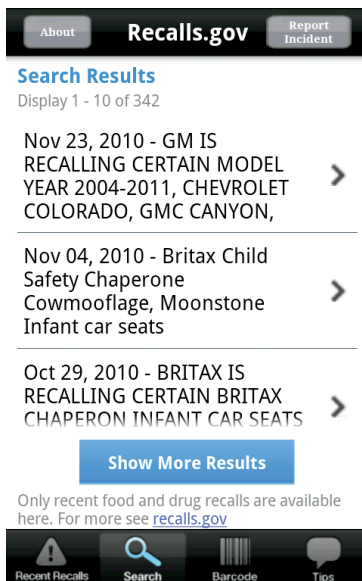 About
Recalls.gov
Report
Incident
Search Results
Display 1 - 10 of 342
Nov 23, 2010 - GM IS
RECALLING CERTAIN MODEL
YEAR 2004-2011, CHEVROLET
COLORADO, GMC CANYON,
Nov 04, 2010 - Britax Child
Safety Chaperone
Cowmooflage, Moonstone
Infant car seats
Oct 29, 2010 - BRITAX IS
RECALLING CERTAIN BRITAX
CHAPERON INFANT CAR SEATS
Show More Results
Only recent food and drug recalls are available
here. For more see recalls.gov
Recent Recalls
Search
Barcode
Tips